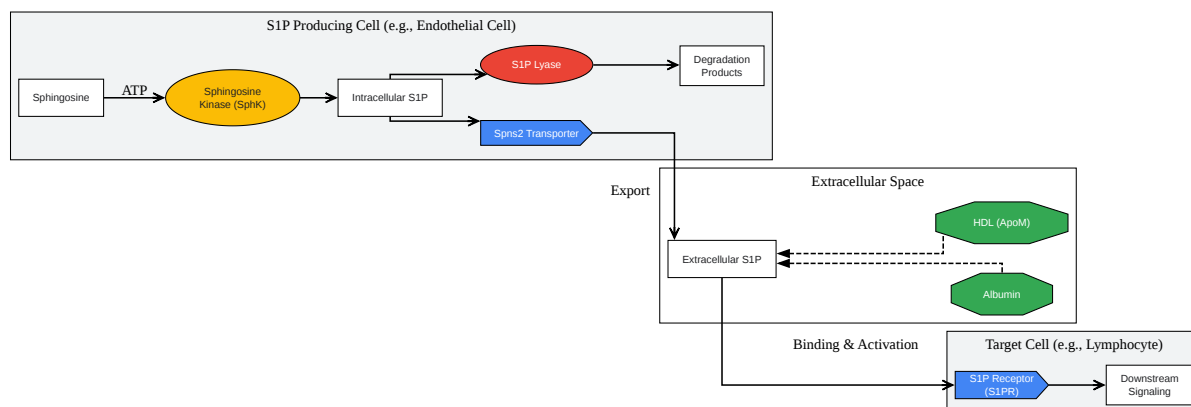 S1P Producing Cell (e.g., Endothelial Cell)
Sphingosine
ATP
Sphingosine
Kinase (SphK)
Intracellular S1P
S1P Lyase
Degradation
Products
Spns2 Transporter
Export
Extracellular Space
HDL (ApoM)
Extracellular S1P
Albumin
Binding & Activation
Target Cell (e.g., Lymphocyte)
S1P Receptor
(S1PR)
Downstream
Signaling